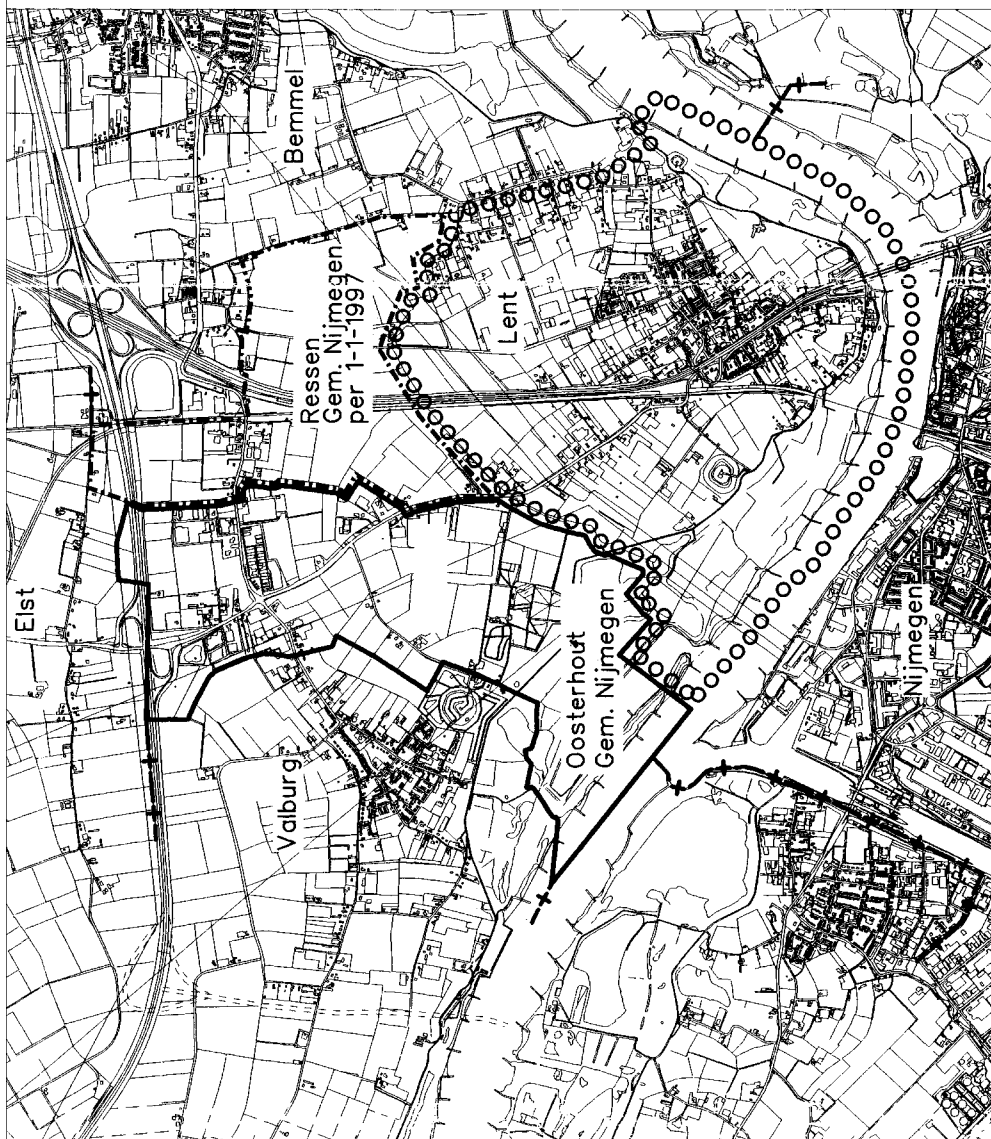 Elst
Bemmel
Ressen
Gem. Nijmegen
per 1-1-1997
Lent
Valburg
Oosterhout
Gem. Nijmegen
Nijmegen